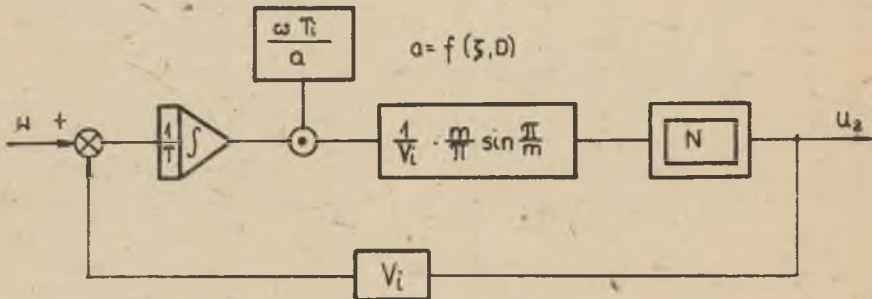 ω Tᵢ
a
a = f (ζ, D)
μ +
1
T
∫
1/Vᵢ · m/π sin π/m
N
u₂
Vᵢ